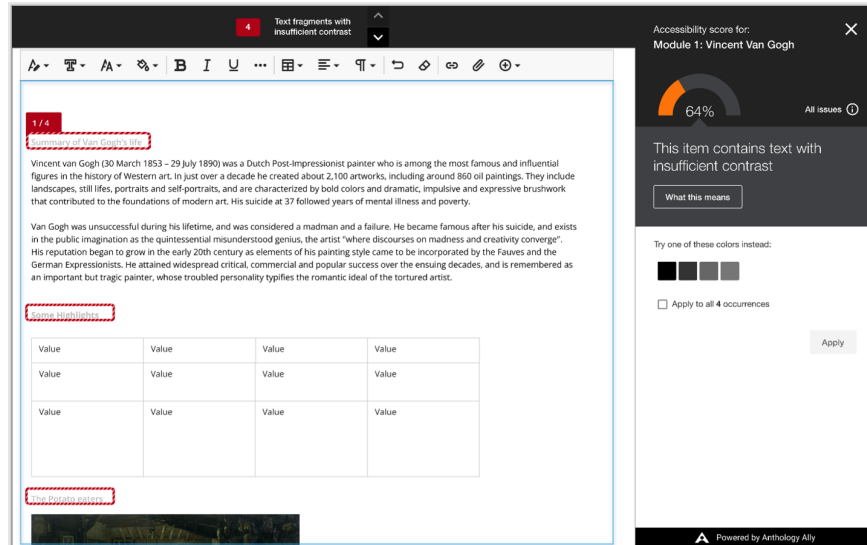 4
Text fragments with
insufficient contrast
Accessibility score for:
Module 1: Vincent Van Gogh
64%
All issues
This item contains text with
insufficient contrast
What this means
Try one of these colors instead:
Apply to all 4 occurrences
Apply
Powered by Anthology Ally
B I U
1 / 4
Summary of Van Gogh's life
Vincent van Gogh (30 March 1853 – 29 July 1890) was a Dutch Post-Impressionist painter who is among the most famous and influential
figures in the history of Western art. In just over a decade he created about 2,100 artworks, including around 860 oil paintings. They include
landscapes, still lifes, portraits and self-portraits, and are characterized by bold colors and dramatic, impulsive and expressive brushwork
that contributed to the foundations of modern art. His suicide at 37 followed years of mental illness and poverty.
Van Gogh was unsuccessful during his lifetime, and was considered a madman and a failure. He became famous after his suicide, and exists
in the public imagination as the quintessential misunderstood genius, the artist "where discourses on madness and creativity converge".
His reputation began to grow in the early 20th century as elements of his painting style came to be incorporated by the Fauves and the
German Expressionists. He attained widespread critical, commercial and popular success over the ensuing decades, and is remembered as
an important but tragic painter, whose troubled personality typifies the romantic ideal of the tortured artist.
Some Highlights
Value Value Value Value
Value Value Value Value
Value Value Value Value
The Potato eaters